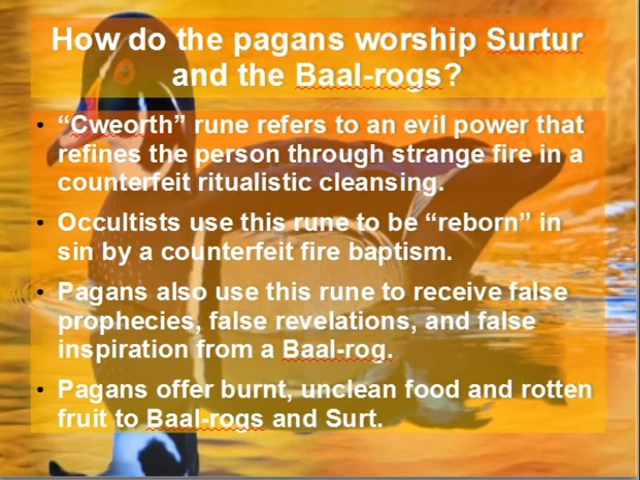 How do the pagans worship Surtur
and the Baal-rogs?
• “Cweorth” rune refers to an evil power that
refines the person through strange fire in a
counterfeit ritualistic cleansing.
• Occultists use this rune to be “reborn” in
sin by a counterfeit fire baptism.
• Pagans also use this rune to receive false
prophecies, false revelations, and false
inspiration from a Baal-rog.
• Pagans offer burnt, unclean food and rotten
fruit to Baal-rogs and Surt.